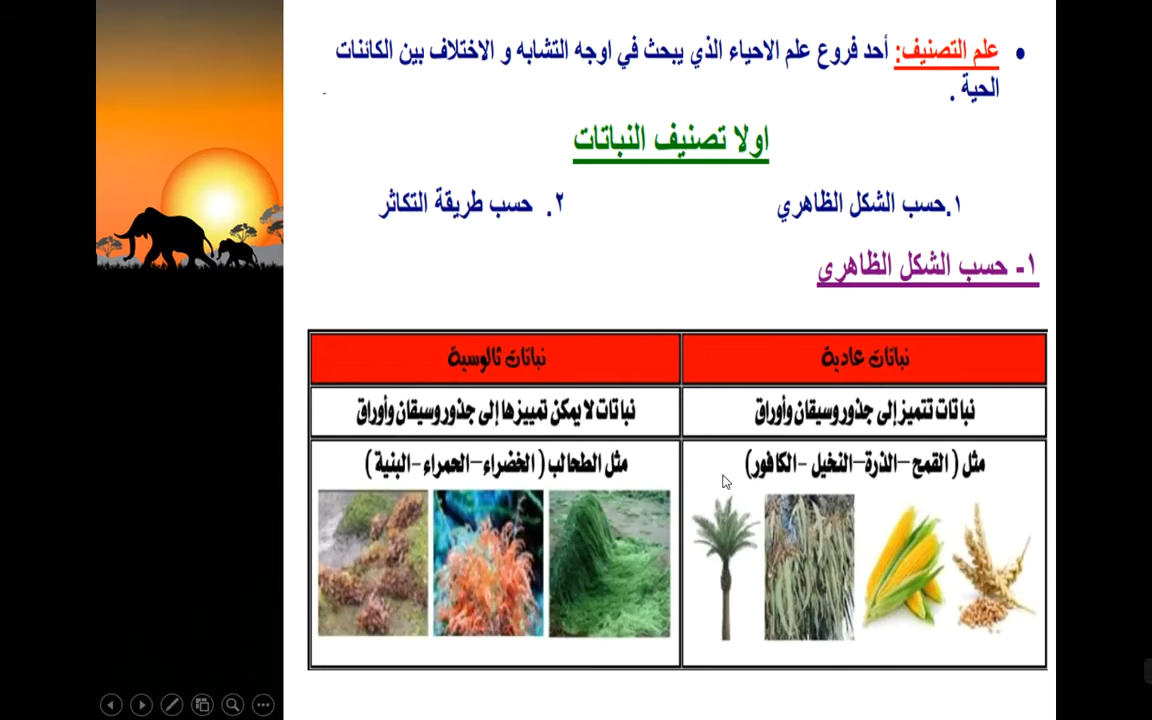 • علم التصنيف: أحد فروع علم الاحياء الذي يبحث في اوجه التشابه و الاختلاف بين الكائنات
الحية .
اولا تصنيف النباتات
١.حسب الشكل الظاهري
٢. حسب طريقة التكاثر
١- حسب الشكل الظاهري
نباتات عادية
نباتات ثالوسية
نباتات تتميز إلى جذور وسيقان وأوراق
نباتات لا يمكن تمييزها إلى جذور وسيقان وأوراق
مثل ( القمح – الذرة – النخيل - الكافور)
مثل الطحالب ( الخضراء – الحمراء - البنية )